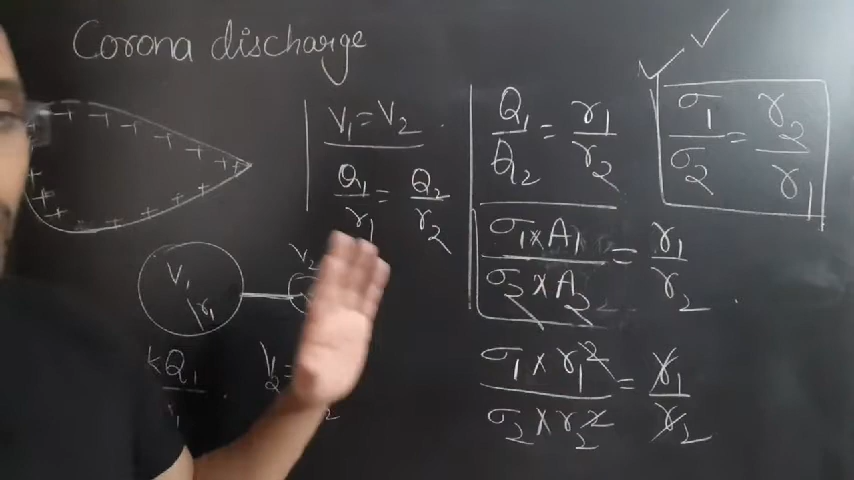 Corona discharge
+ + + + + + + + +
+ + + + + + +
V₁ = V₂
Q₁/r₁ = Q₂/r₂
V₁
r₁
V₂
kQ₁
V₂ =
Q₁/Q₂ = r₁/r₂
σ₁ × A₁ / σ₂ × A₂ = r₁/r₂
σ₁ × r₁² / σ₂ × r₂² = r₁/r₂
σ₁/σ₂ = r₂/r₁